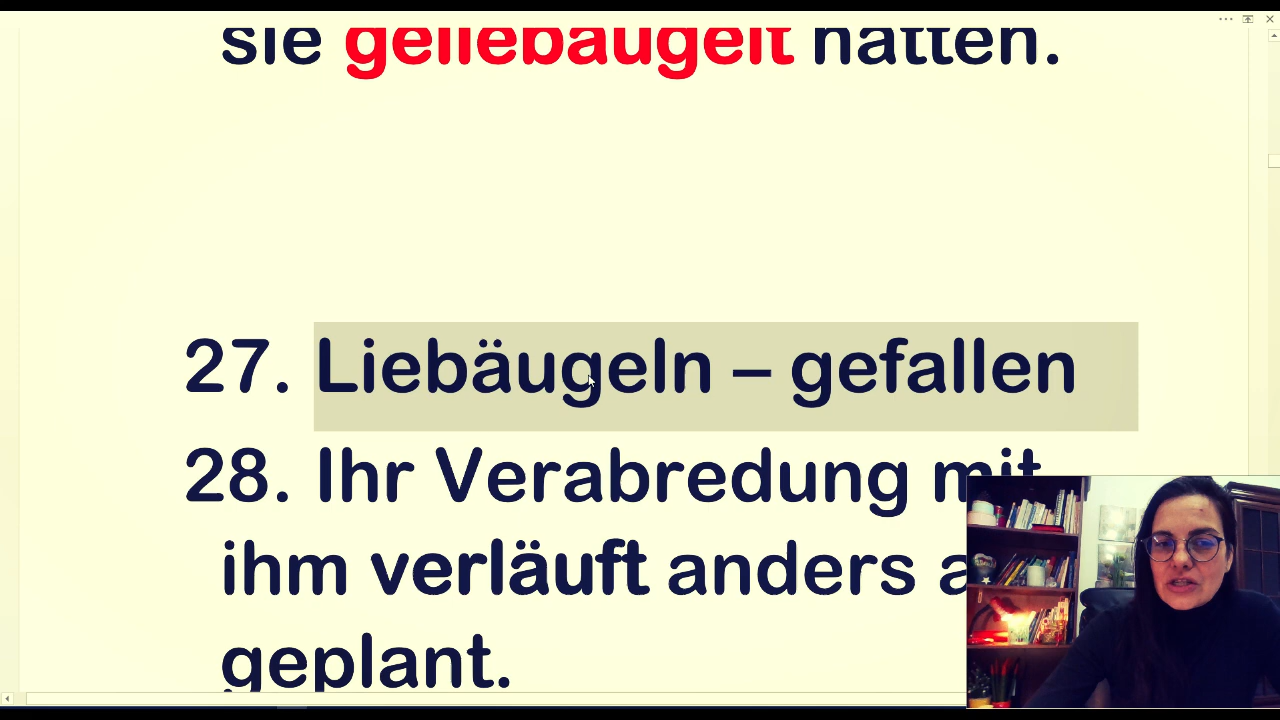 sie geliebäugelt hatten.
27. Liebäugeln – gefallen
28. Ihr Verabredung mit
ihm verläuft anders a
geplant.